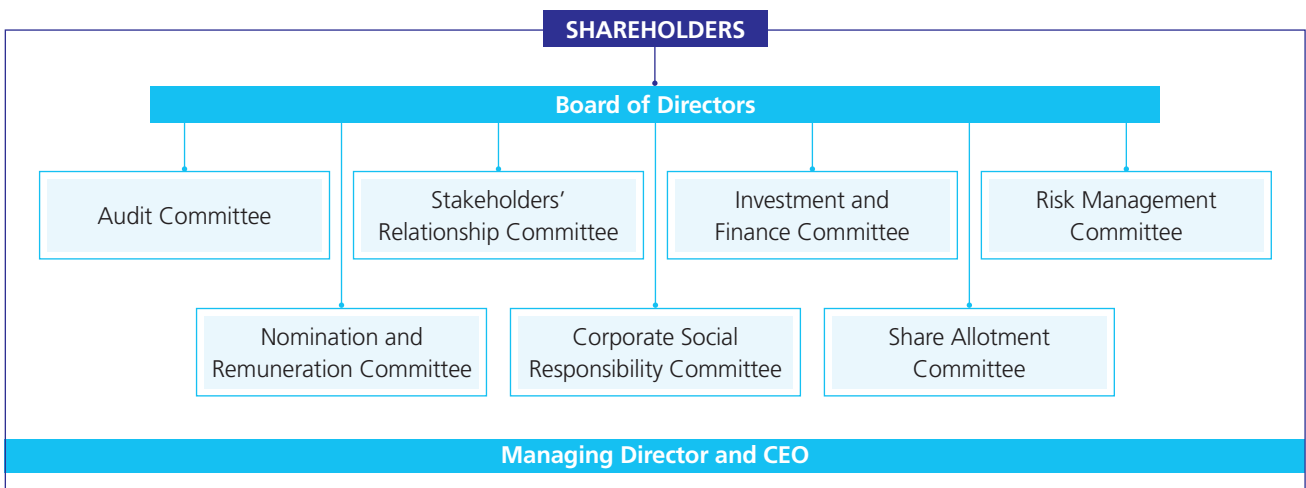 SHAREHOLDERS
Board of Directors
Audit Committee
Stakeholders’
Relationship Committee
Investment and
Finance Committee
Risk Management
Committee
Nomination and
Remuneration Committee
Corporate Social
Responsibility Committee
Share Allotment
Committee
Managing Director and CEO